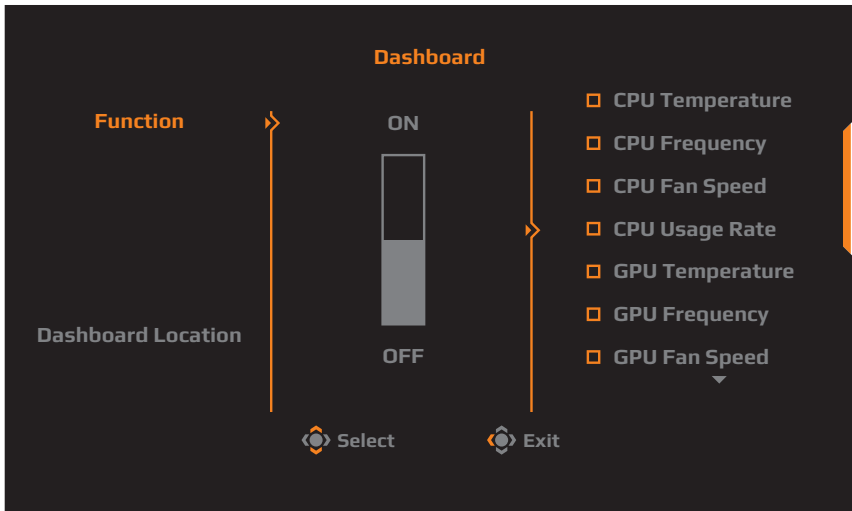 Dashboard
Function
Dashboard Location
ON
OFF
CPU Temperature
CPU Frequency
CPU Fan Speed
CPU Usage Rate
GPU Temperature
GPU Frequency
GPU Fan Speed
Select
Exit